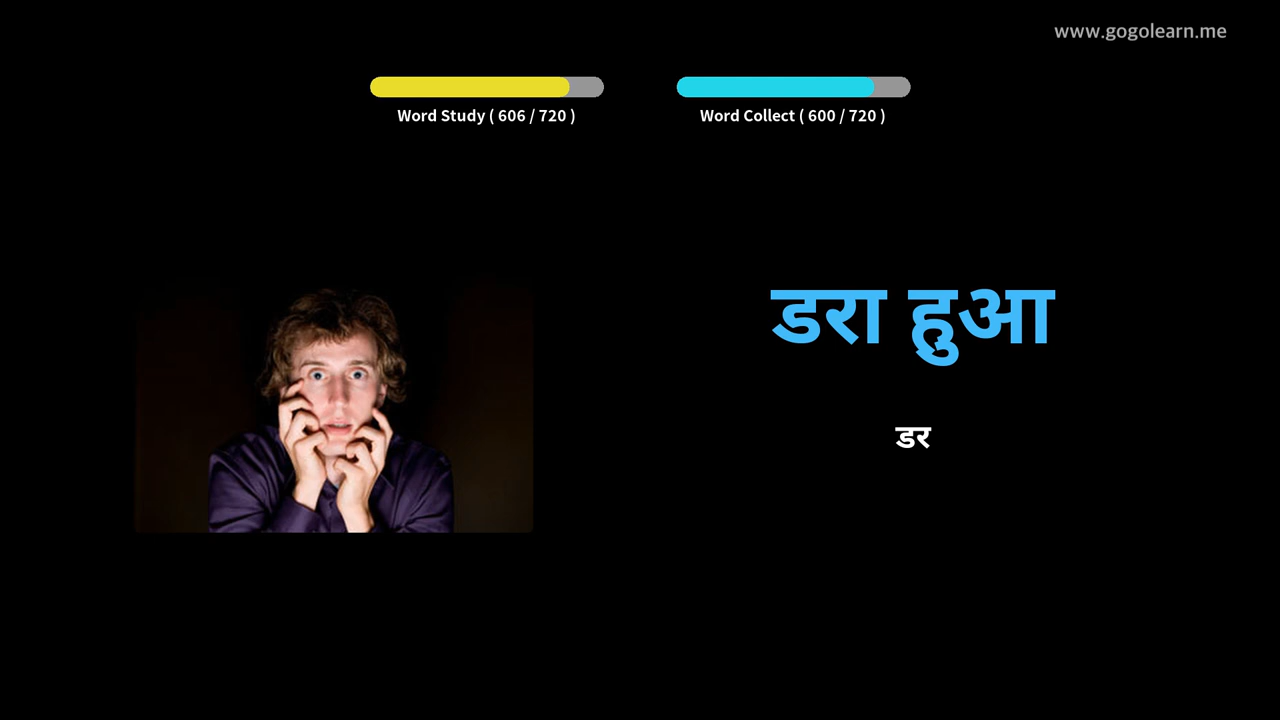 www.gogolearn.me
Word Study ( 606 / 720 )
Word Collect ( 600 / 720 )
डरा हुआ
डर